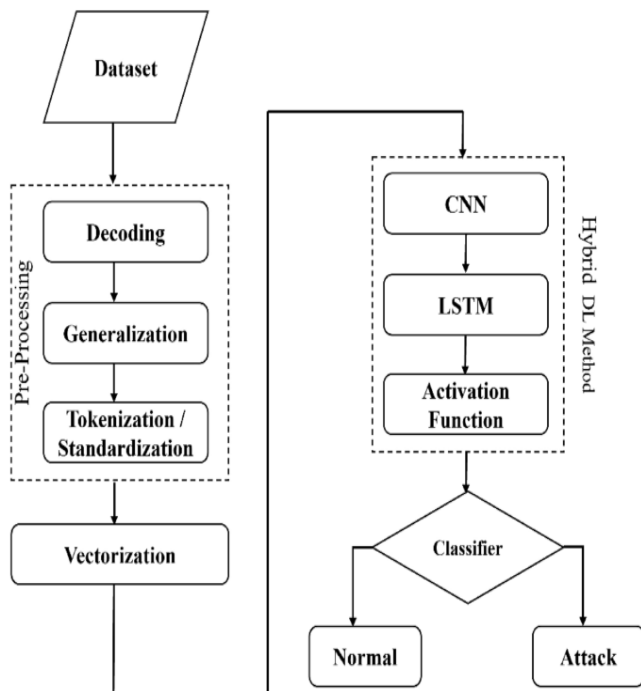 Dataset
Pre-Processing
Decoding
Generalization
Tokenization /
Standardization
Vectorization
Hybrid DL Method
CNN
LSTM
Activation
Function
Classifier
Normal
Attack